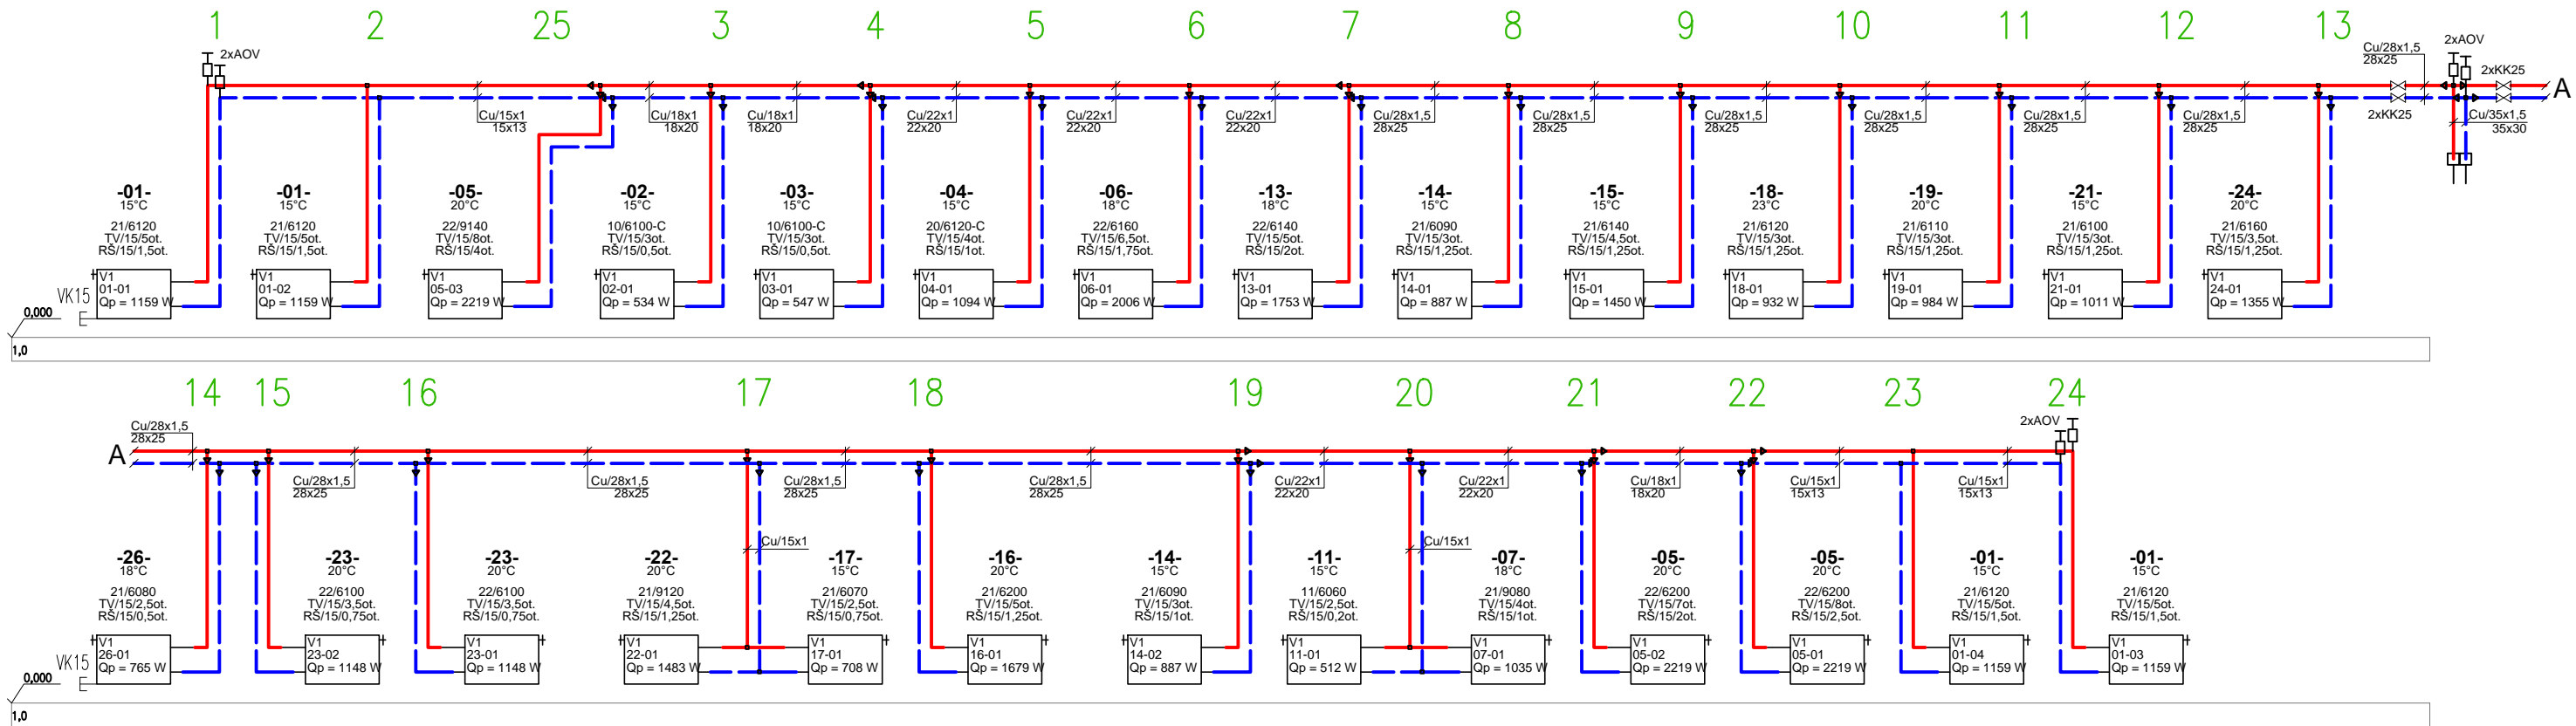 1 2 25 3 4 5 6 7 8 9 10 11 12 13
2xAOV
Cu/28x1,5
28x25
2xAOV
2xKK25
A
Cu/15x1
15x13
Cu/18x1
18x20
Cu/18x1
18x20
Cu/22x1
22x20
Cu/22x1
22x20
Cu/22x1
22x20
Cu/28x1,5
28x25
Cu/28x1,5
28x25
Cu/28x1,5
28x25
Cu/28x1,5
28x25
Cu/28x1,5
28x25
Cu/28x1,5
28x25
2xKK25
Cu/35x1,5
35x30
-01-
15°C
21/6120
TV/15/5ot.
RŠ/15/1,5ot.
V1
01-01
Qp = 1159 W
-01-
15°C
21/6120
TV/15/5ot.
RŠ/15/1,5ot.
V1
01-02
Qp = 1159 W
-05-
20°C
22/9140
TV/15/8ot.
RŠ/15/4ot.
V1
05-03
Qp = 2219 W
-02-
15°C
10/6100-C
TV/15/3ot.
RŠ/15/0,5ot.
V1
02-01
Qp = 534 W
-03-
15°C
10/6100-C
TV/15/3ot.
RŠ/15/0,5ot.
V1
03-01
Qp = 547 W
-04-
15°C
20/6120-C
TV/15/4ot.
RŠ/15/1ot.
V1
04-01
Qp = 1094 W
-06-
18°C
22/6160
TV/15/6,5ot.
RŠ/15/1,75ot.
V1
06-01
Qp = 2006 W
-13-
18°C
22/6140
TV/15/5ot.
RŠ/15/2ot.
V1
13-01
Qp = 1753 W
-14-
15°C
21/6090
TV/15/3ot.
RŠ/15/1,25ot.
V1
14-01
Qp = 887 W
-15-
15°C
21/6140
TV/15/4,5ot.
RŠ/15/1,25ot.
V1
15-01
Qp = 1450 W
-18-
23°C
21/6120
TV/15/3ot.
RŠ/15/1,25ot.
V1
18-01
Qp = 932 W
-19-
20°C
21/6110
TV/15/3ot.
RŠ/15/1,25ot.
V1
19-01
Qp = 984 W
-21-
15°C
21/6100
TV/15/3ot.
RŠ/15/1,25ot.
V1
21-01
Qp = 1011 W
-24-
20°C
21/6160
TV/15/3,5ot.
RŠ/15/1,25ot.
V1
24-01
Qp = 1355 W
VK15
E
0,000
1,0
14 15 16 17 18 19 20 21 22 23 24
Cu/28x1,5
28x25
A
2xAOV
Cu/28x1,5
28x25
Cu/28x1,5
28x25
Cu/28x1,5
28x25
Cu/28x1,5
28x25
Cu/22x1
22x20
Cu/22x1
22x20
Cu/18x1
18x20
Cu/15x1
15x13
Cu/15x1
15x13
Cu/15x1
Cu/15x1
-26-
18°C
21/6080
TV/15/2,5ot.
RŠ/15/0,5ot.
V1
26-01
Qp = 765 W
-23-
20°C
22/6100
TV/15/3,5ot.
RŠ/15/0,75ot.
V1
23-02
Qp = 1148 W
-23-
20°C
22/6100
TV/15/3,5ot.
RŠ/15/0,75ot.
V1
23-01
Qp = 1148 W
-22-
20°C
21/9120
TV/15/4,5ot.
RŠ/15/1,25ot.
V1
22-01
Qp = 1483 W
-17-
15°C
21/6070
TV/15/2,5ot.
RŠ/15/0,75ot.
V1
17-01
Qp = 708 W
-16-
20°C
21/6200
TV/15/5ot.
RŠ/15/1,25ot.
V1
16-01
Qp = 1679 W
-14-
15°C
21/6090
TV/15/3ot.
RŠ/15/1ot.
V1
14-02
Qp = 887 W
-11-
15°C
11/6060
TV/15/2,5ot.
RŠ/15/0,2ot.
V1
11-01
Qp = 512 W
-07-
18°C
21/9080
TV/15/4ot.
RŠ/15/1ot.
V1
07-01
Qp = 1035 W
-05-
20°C
22/6200
TV/15/7ot.
RŠ/15/2ot.
V1
05-02
Qp = 2219 W
-05-
20°C
22/6200
TV/15/8ot.
RŠ/15/2,5ot.
V1
05-01
Qp = 2219 W
-01-
15°C
21/6120
TV/15/5ot.
RŠ/15/1,5ot.
V1
01-04
Qp = 1159 W
-01-
15°C
21/6120
TV/15/5ot.
RŠ/15/1,5ot.
V1
01-03
Qp = 1159 W
VK15
E
0,000
1,0